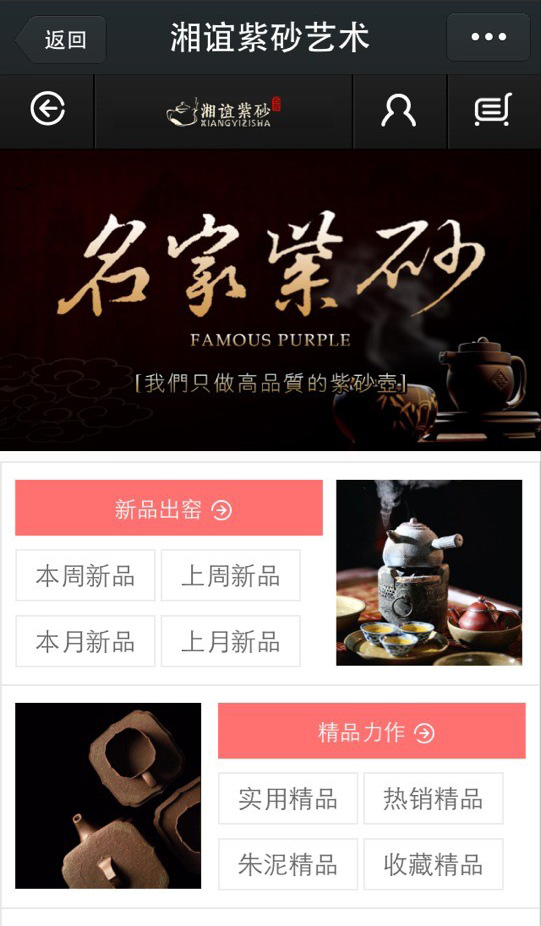 返回
湘谊紫砂艺术
湘谊紫砂
XIANGYIZISHA
名家紫砂
FAMOUS PURPLE
[我們只做高品質的紫砂壺]
新品出窑
本周新品 上周新品
本月新品 上月新品
精品力作
实用精品 热销精品
朱泥精品 收藏精品